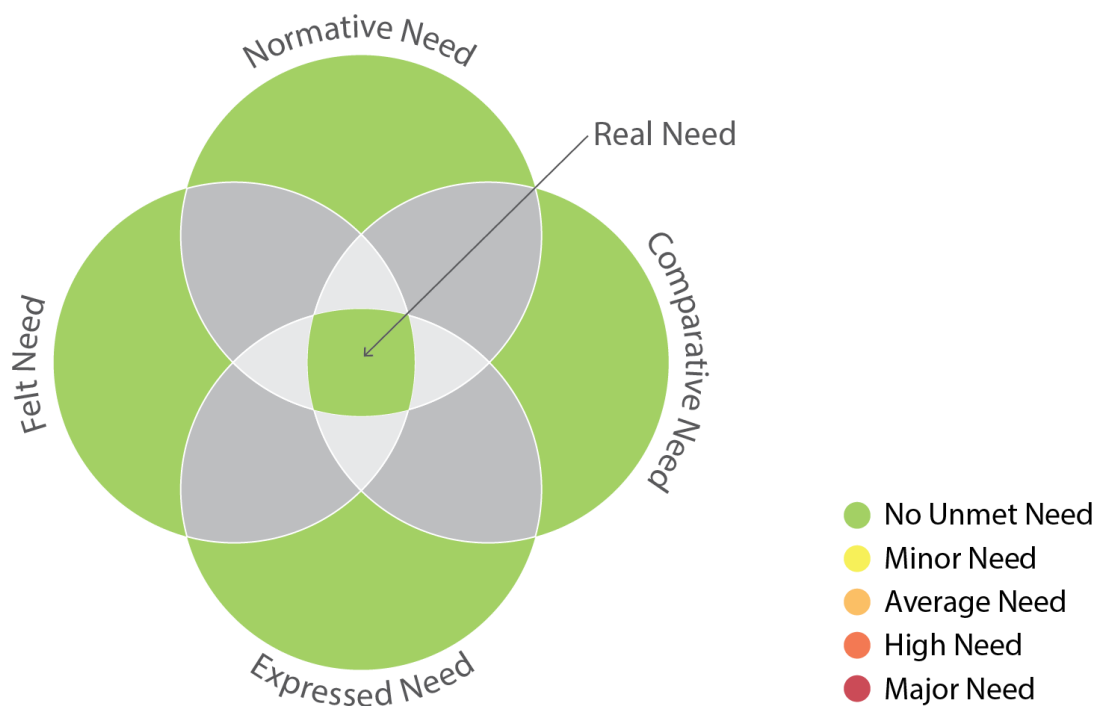 Normative Need
Real Need
Comparative Need
Felt Need
Expressed Need
No Unmet Need
Minor Need
Average Need
High Need
Major Need